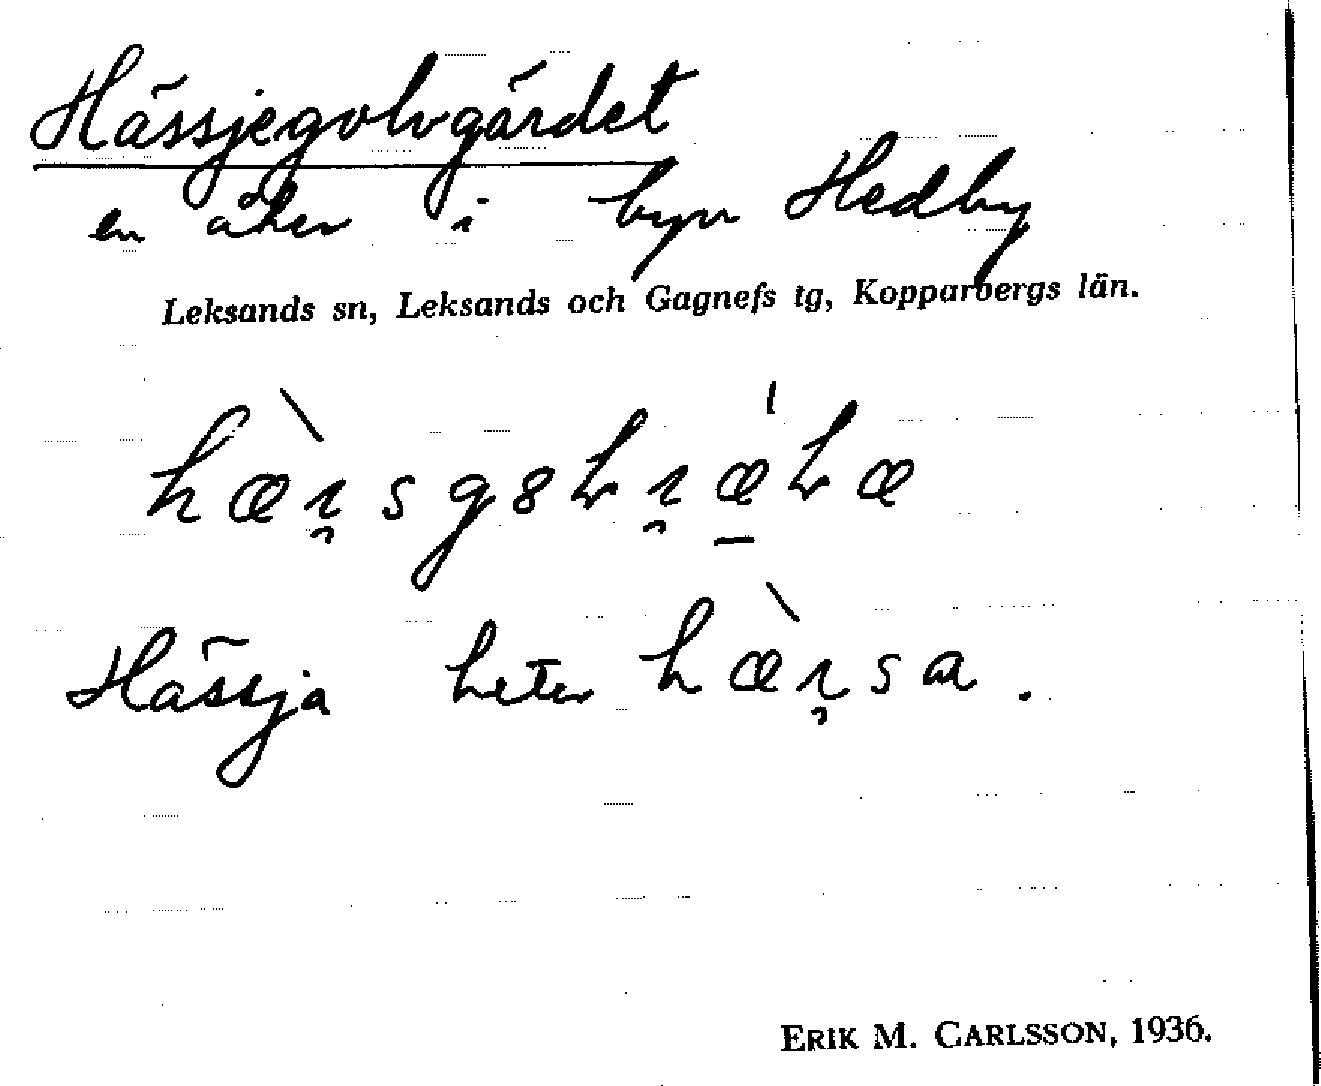 Hässjegolvgärdet
en åker i byn Hedby
Leksands sn, Leksands och Gagnefs tg, Kopparbergs län.
Hässja heter
ERIK M. CARLSSON, 1936.